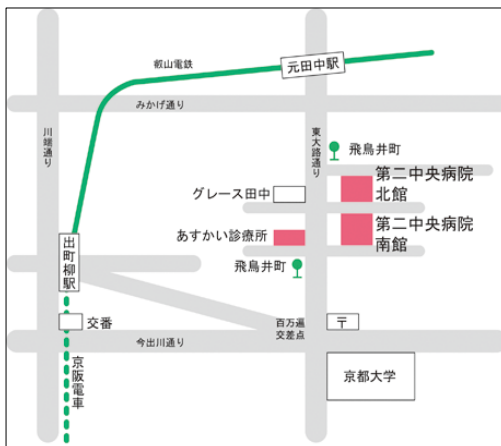 叡山電鉄
元田中駅
みかげ通り
川端通り
東大路通り
飛鳥井町
第二中央病院
北館
グレース田中
第二中央病院
南館
あすかい診療所
飛鳥井町
出町柳駅
交番
百万遍
交差点
〒
今出川通り
京阪電車
京都大学